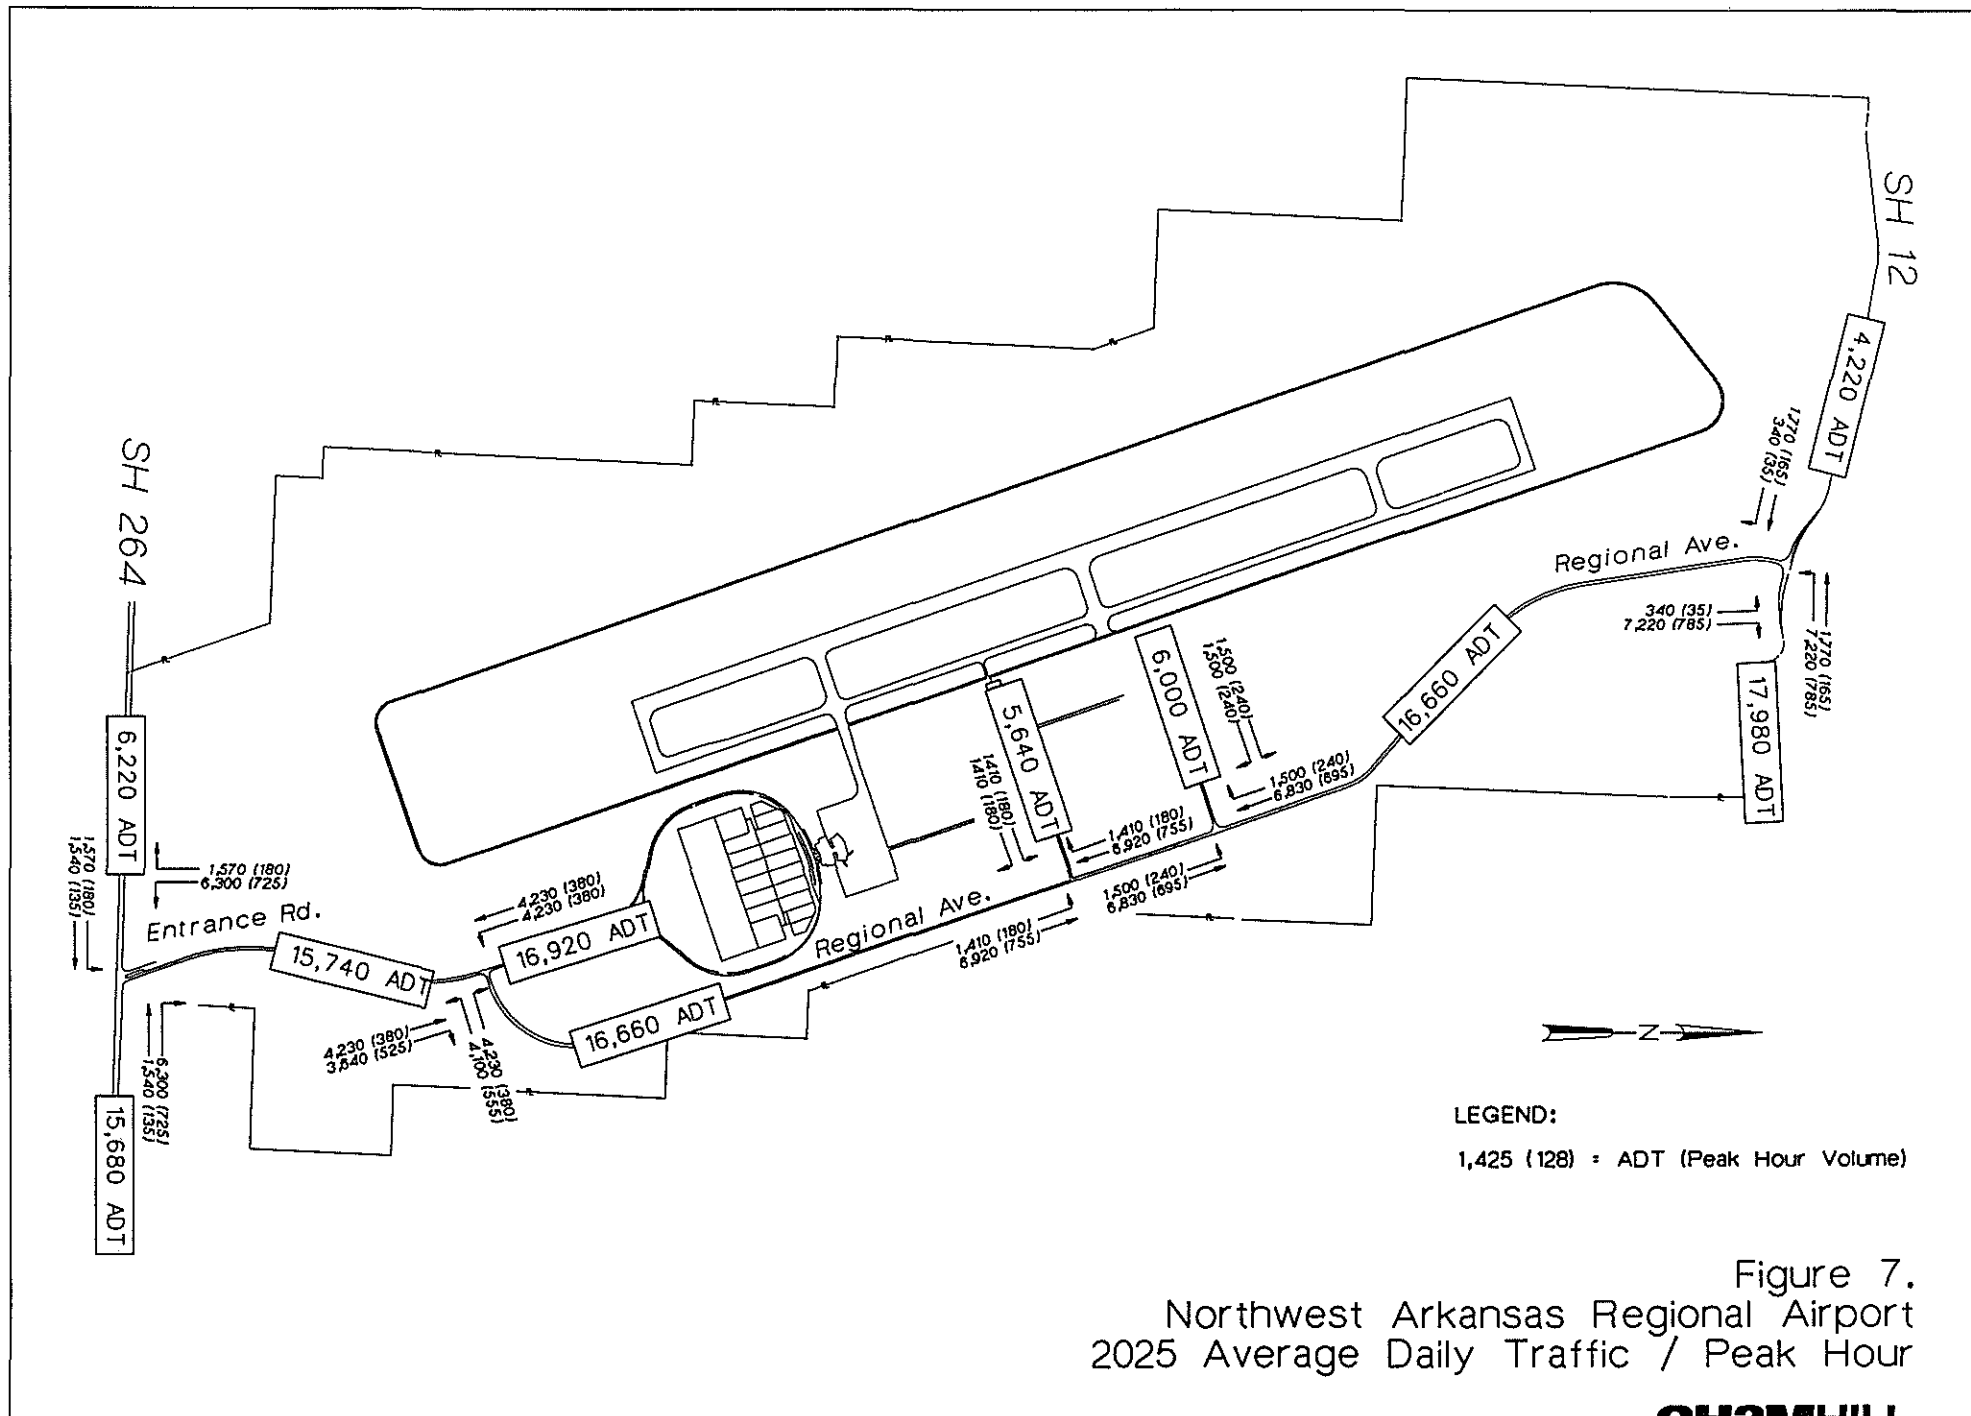 SH 12
4,220 ADT
1770 (165)
340 (35)
Regional Ave.
340 (35)
7,220 (785)
1,770 (165)
7,220 (785)
17,980 ADT
16,660 ADT
SH 264
6,220 ADT
1,570 (180)
1,540 (135)
1,570 (180)
6,300 (725)
Entrance Rd.
15,740 ADT
6,300 (725)
1,540 (135)
15,680 ADT
6,000 ADT
1,500 (240)
1,500 (240)
1,500 (240)
6,830 (695)
5,640 ADT
1410 (180)
1410 (180)
1,410 (180)
6,920 (755)
1,500 (240)
6,830 (695)
1,410 (180)
6,920 (755)
Regional Ave.
4,230 (380)
4,230 (380)
16,920 ADT
16,660 ADT
4,230 (380)
3,640 (525)
4,230 (380)
4,100 (555)
N
LEGEND:
1,425 (128) = ADT (Peak Hour Volume)
Figure 7.
Northwest Arkansas Regional Airport
2025 Average Daily Traffic / Peak Hour
CH2MHILL